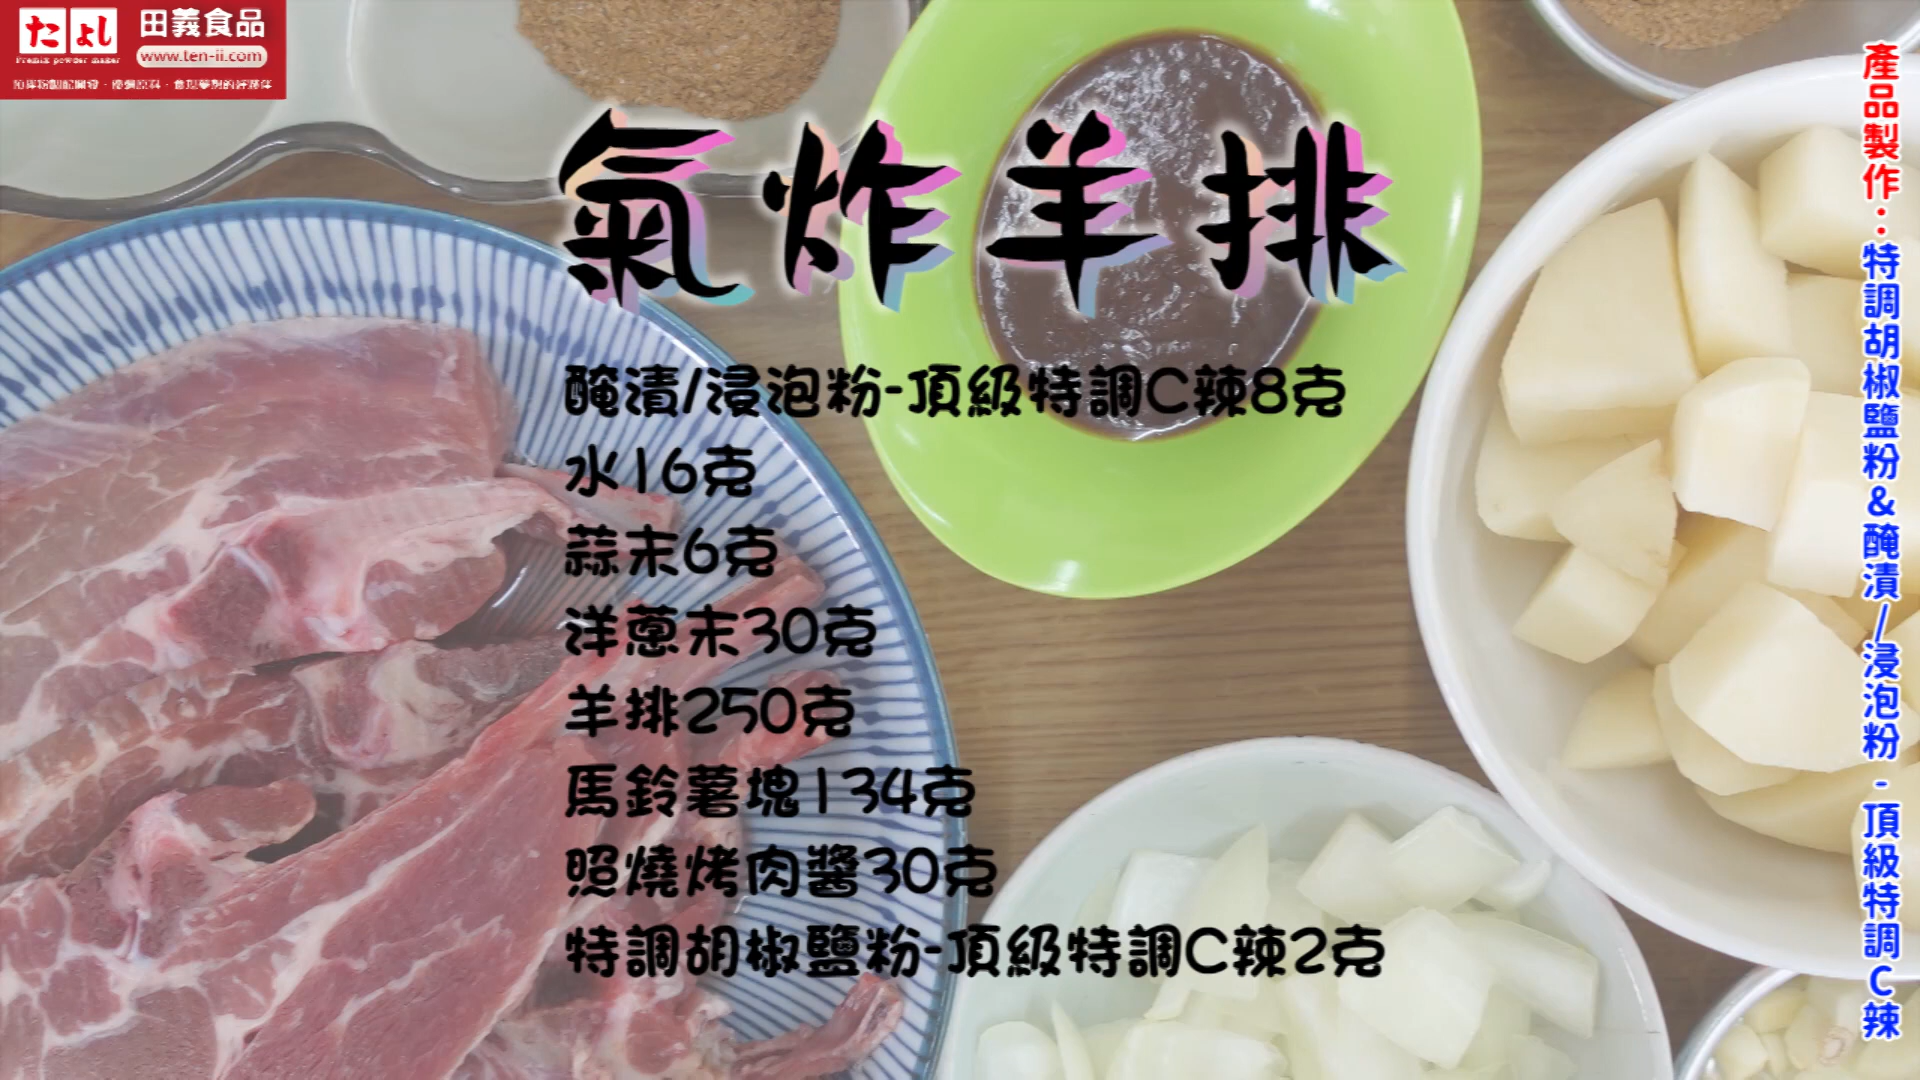 たよし
田義食品
Premix powder maker
www.ten-ii.com
氣炸羊排
醃漬/浸泡粉-頂級特調C辣8克
水16克
蒜末6克
洋蔥末30克
羊排250克
馬鈴薯塊134克
照燒烤肉醬30克
特調胡椒鹽粉-頂級特調C辣2克
產品製作：特調胡椒鹽粉&醃漬/浸泡粉-頂級特調C辣